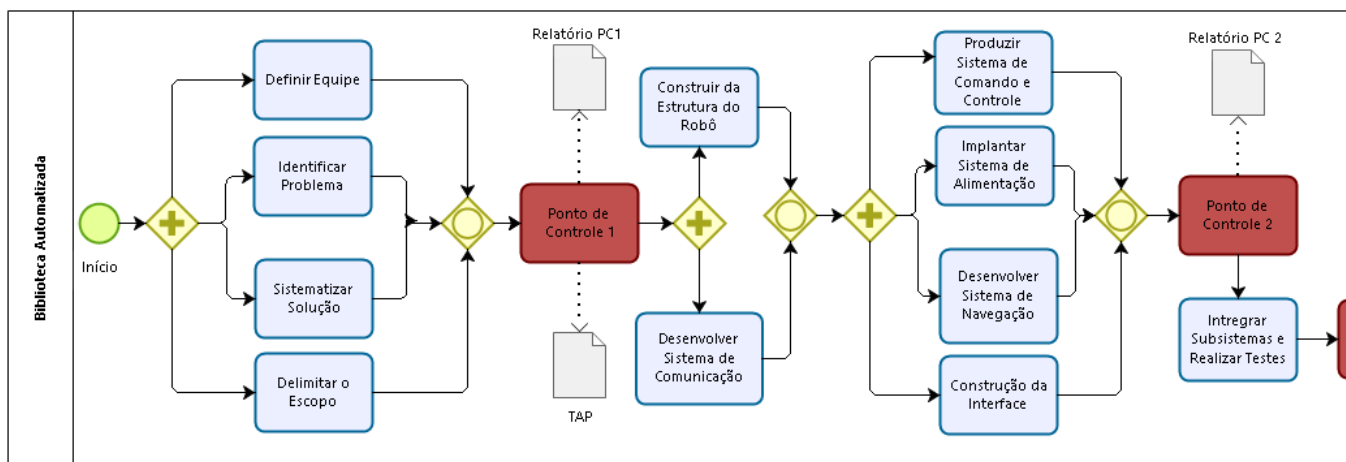 Biblioteca Automatizada
Início
Definir Equipe
Identificar
Problema
Sistematizar
Solução
Delimitar o
Escopo
Relatório PC1
Ponto de
Controle 1
TAP
Construir da
Estrutura do
Robô
Desenvolver
Sistema de
Comunicação
Produzir
Sistema de
Comando e
Controle
Implantar
Sistema de
Alimentação
Desenvolver
Sistema de
Navegação
Construção da
Interface
Relatório PC 2
Ponto de
Controle 2
Intregrar
Subsistemas e
Realizar Testes